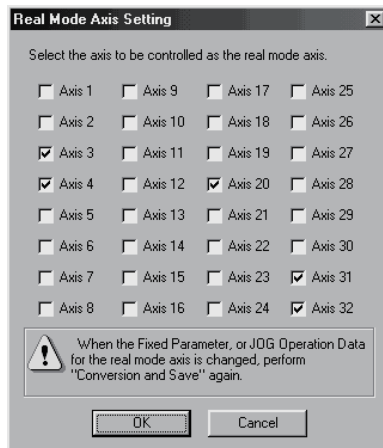 Real Mode Axis Setting
Select the axis to be controlled as the real mode axis.
Axis 1 Axis 9 Axis 17 Axis 25
Axis 2 Axis 10 Axis 18 Axis 26
Axis 3 Axis 11 Axis 19 Axis 27
Axis 4 Axis 12 Axis 20 Axis 28
Axis 5 Axis 13 Axis 21 Axis 29
Axis 6 Axis 14 Axis 22 Axis 30
Axis 7 Axis 15 Axis 23 Axis 31
Axis 8 Axis 16 Axis 24 Axis 32
When the Fixed Parameter, or JOG Operation Data
for the real mode axis is changed, perform
"Conversion and Save" again.
OK Cancel